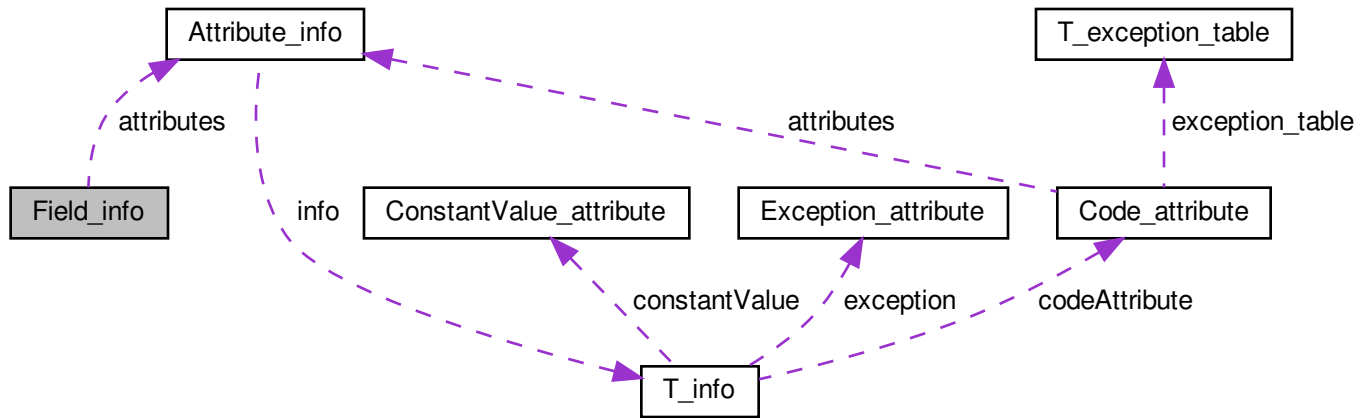 Attribute_info
T_exception_table
attributes
attributes
exception_table
Field_info
info
ConstantValue_attribute
Exception_attribute
Code_attribute
constantValue
exception
codeAttribute
T_info